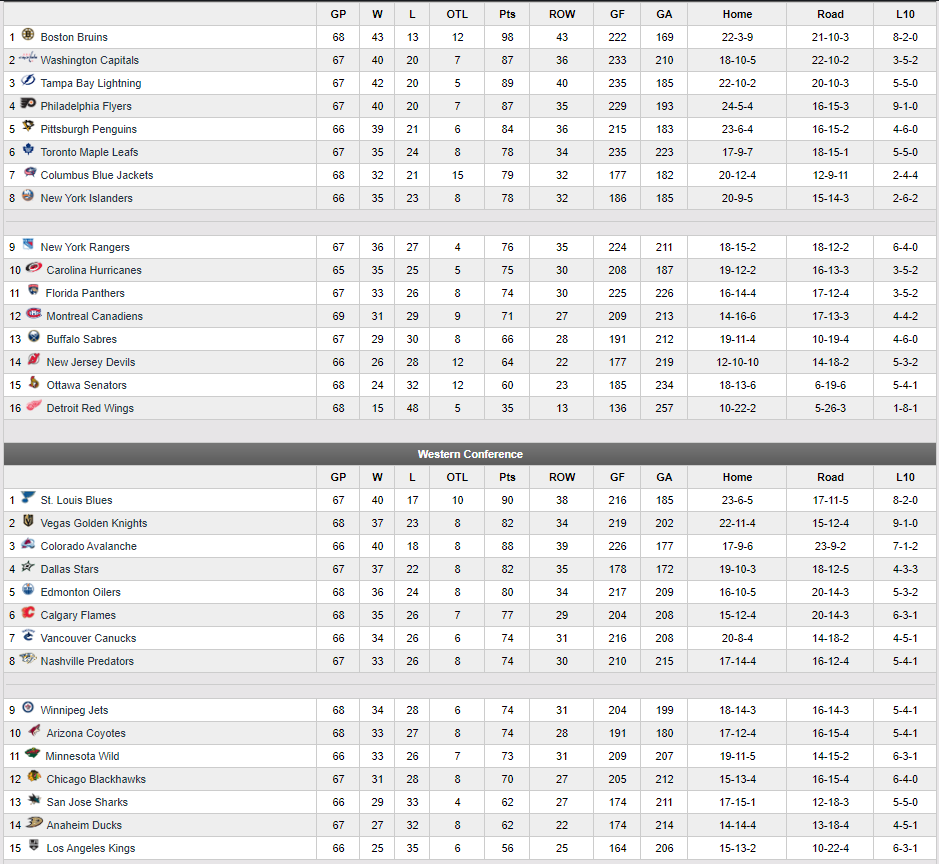 GP W L OTL Pts ROW GF GA Home Road L10
1 Boston Bruins 68 43 13 12 98 43 222 169 22-3-9 21-10-3 8-2-0
2 Washington Capitals 67 40 20 7 87 36 233 210 18-10-5 22-10-2 3-5-2
3 Tampa Bay Lightning 67 42 20 5 89 40 235 185 22-10-2 20-10-3 5-5-0
4 Philadelphia Flyers 67 40 20 7 87 35 229 193 24-5-4 16-15-3 9-1-0
5 Pittsburgh Penguins 66 39 21 6 84 36 215 183 23-6-4 16-15-2 4-6-0
6 Toronto Maple Leafs 67 35 24 8 78 34 235 223 17-9-7 18-15-1 5-5-0
7 Columbus Blue Jackets 68 32 21 15 79 32 177 182 20-12-4 12-9-11 2-4-4
8 New York Islanders 66 35 23 8 78 32 186 185 20-9-5 15-14-3 2-6-2
9 New York Rangers 67 36 27 4 76 35 224 211 18-15-2 18-12-2 6-4-0
10 Carolina Hurricanes 65 35 25 5 75 30 208 187 19-12-2 16-13-3 3-5-2
11 Florida Panthers 67 33 26 8 74 30 225 226 16-14-4 17-12-4 3-5-2
12 Montreal Canadiens 69 31 29 9 71 27 209 213 14-16-6 17-13-3 4-4-2
13 Buffalo Sabres 67 29 30 8 66 28 191 212 19-11-4 10-19-4 4-6-0
14 New Jersey Devils 66 26 28 12 64 22 177 219 12-10-10 14-18-2 5-3-2
15 Ottawa Senators 68 24 32 12 60 23 185 234 18-13-6 6-19-6 5-4-1
16 Detroit Red Wings 68 15 48 5 35 13 136 257 10-22-2 5-26-3 1-8-1
Western Conference
GP W L OTL Pts ROW GF GA Home Road L10
1 St. Louis Blues 67 40 17 10 90 38 216 185 23-6-5 17-11-5 8-2-0
2 Vegas Golden Knights 68 37 23 8 82 34 219 202 22-11-4 15-12-4 9-1-0
3 Colorado Avalanche 66 40 18 8 88 39 226 177 17-9-6 23-9-2 7-1-2
4 Dallas Stars 67 37 22 8 82 35 178 172 19-10-3 18-12-5 4-3-3
5 Edmonton Oilers 68 36 24 8 80 34 217 209 16-10-5 20-14-3 5-3-2
6 Calgary Flames 68 35 26 7 77 29 204 208 15-12-4 20-14-3 6-3-1
7 Vancouver Canucks 66 34 26 6 74 31 216 208 20-8-4 14-18-2 4-5-1
8 Nashville Predators 67 33 26 8 74 30 210 215 17-14-4 16-12-4 5-4-1
9 Winnipeg Jets 68 34 28 6 74 31 204 199 18-14-3 16-14-3 5-4-1
10 Arizona Coyotes 68 33 27 8 74 28 191 180 17-12-4 16-15-4 5-4-1
11 Minnesota Wild 66 33 26 7 73 31 209 207 19-11-5 14-15-2 6-3-1
12 Chicago Blackhawks 67 31 28 8 70 27 205 212 15-13-4 16-15-4 6-4-0
13 San Jose Sharks 66 29 33 4 62 27 174 211 17-15-1 12-18-3 5-5-0
14 Anaheim Ducks 67 27 32 8 62 22 174 214 14-14-4 13-18-4 4-5-1
15 Los Angeles Kings 66 25 35 6 56 25 164 206 15-13-2 10-22-4 6-3-1